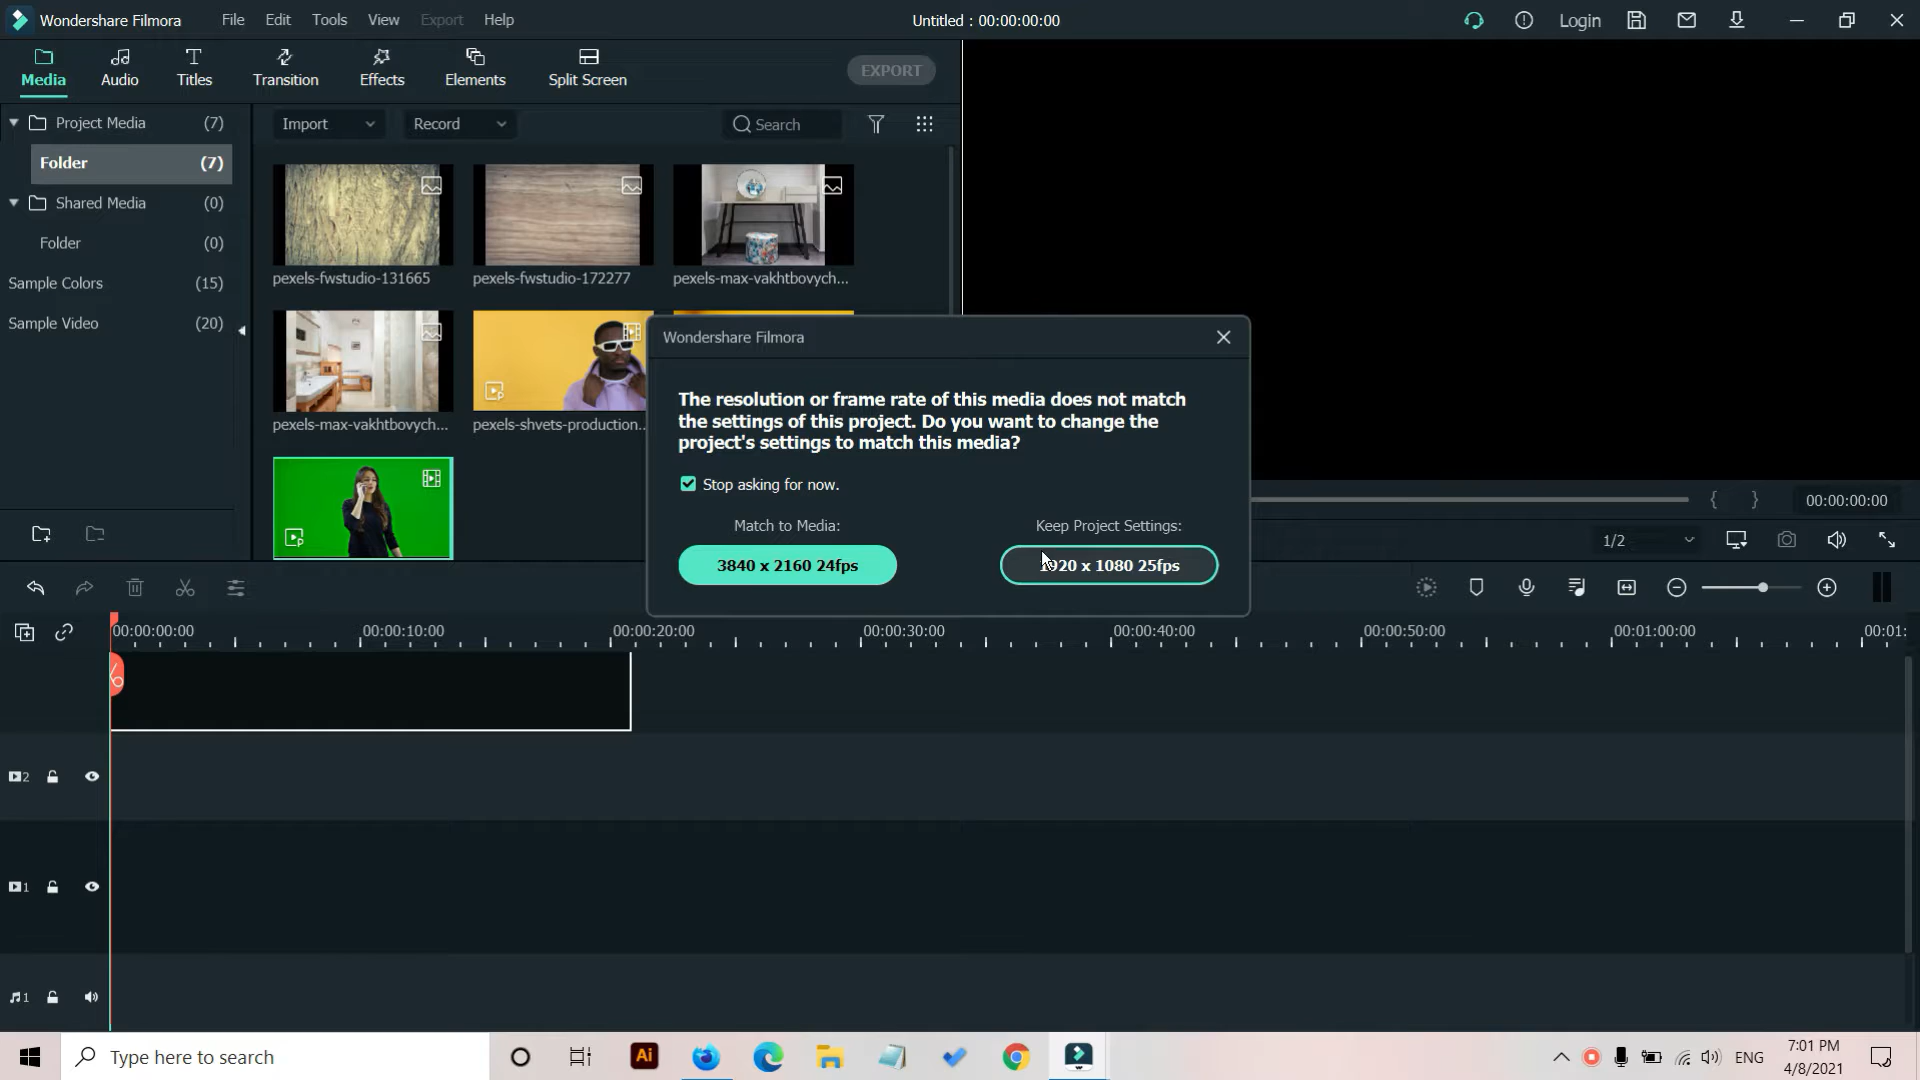 Wondershare Filmora
File Edit Tools View Export Help
Untitled : 00:00:00:00
Login
Media Audio Titles Transition Effects Elements Split Screen
EXPORT
Project Media (7)
Folder (7)
Shared Media (0)
Folder (0)
Sample Colors (15)
Sample Video (20)
Import
Record
Search
pexels-fwstudio-131665
pexels-fwstudio-172277
pexels-max-vakhtbovych...
pexels-max-vakhtbovych...
pexels-shvets-production...
Wondershare Filmora
The resolution or frame rate of this media does not match
the settings of this project. Do you want to change the
project's settings to match this media?
Stop asking for now.
Match to Media:
3840 x 2160 24fps
Keep Project Settings:
1920 x 1080 25fps
{ } 00:00:00:00
1/2
00:00:00:00 00:00:10:00 00:00:20:00 00:00:30:00 00:00:40:00 00:00:50:00 00:01:00:00 00:01:
2
1
1
Type here to search
Ai
ENG
7:01 PM
4/8/2021